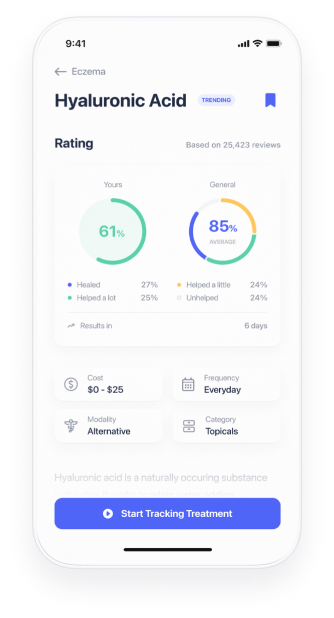 9:41
Eczema
Hyaluronic Acid TRENDING
Rating Based on 25,423 reviews
Yours General
61% 85%
AVERAGE
Healed 27% Helped a little 24%
Helped a lot 25% Unhelped 24%
Results in 6 days
Cost Frequency
$0 - $25 Everyday
Modality Category
Alternative Topicals
Hyaluronic acid is a naturally occuring substance
Start Tracking Treatment